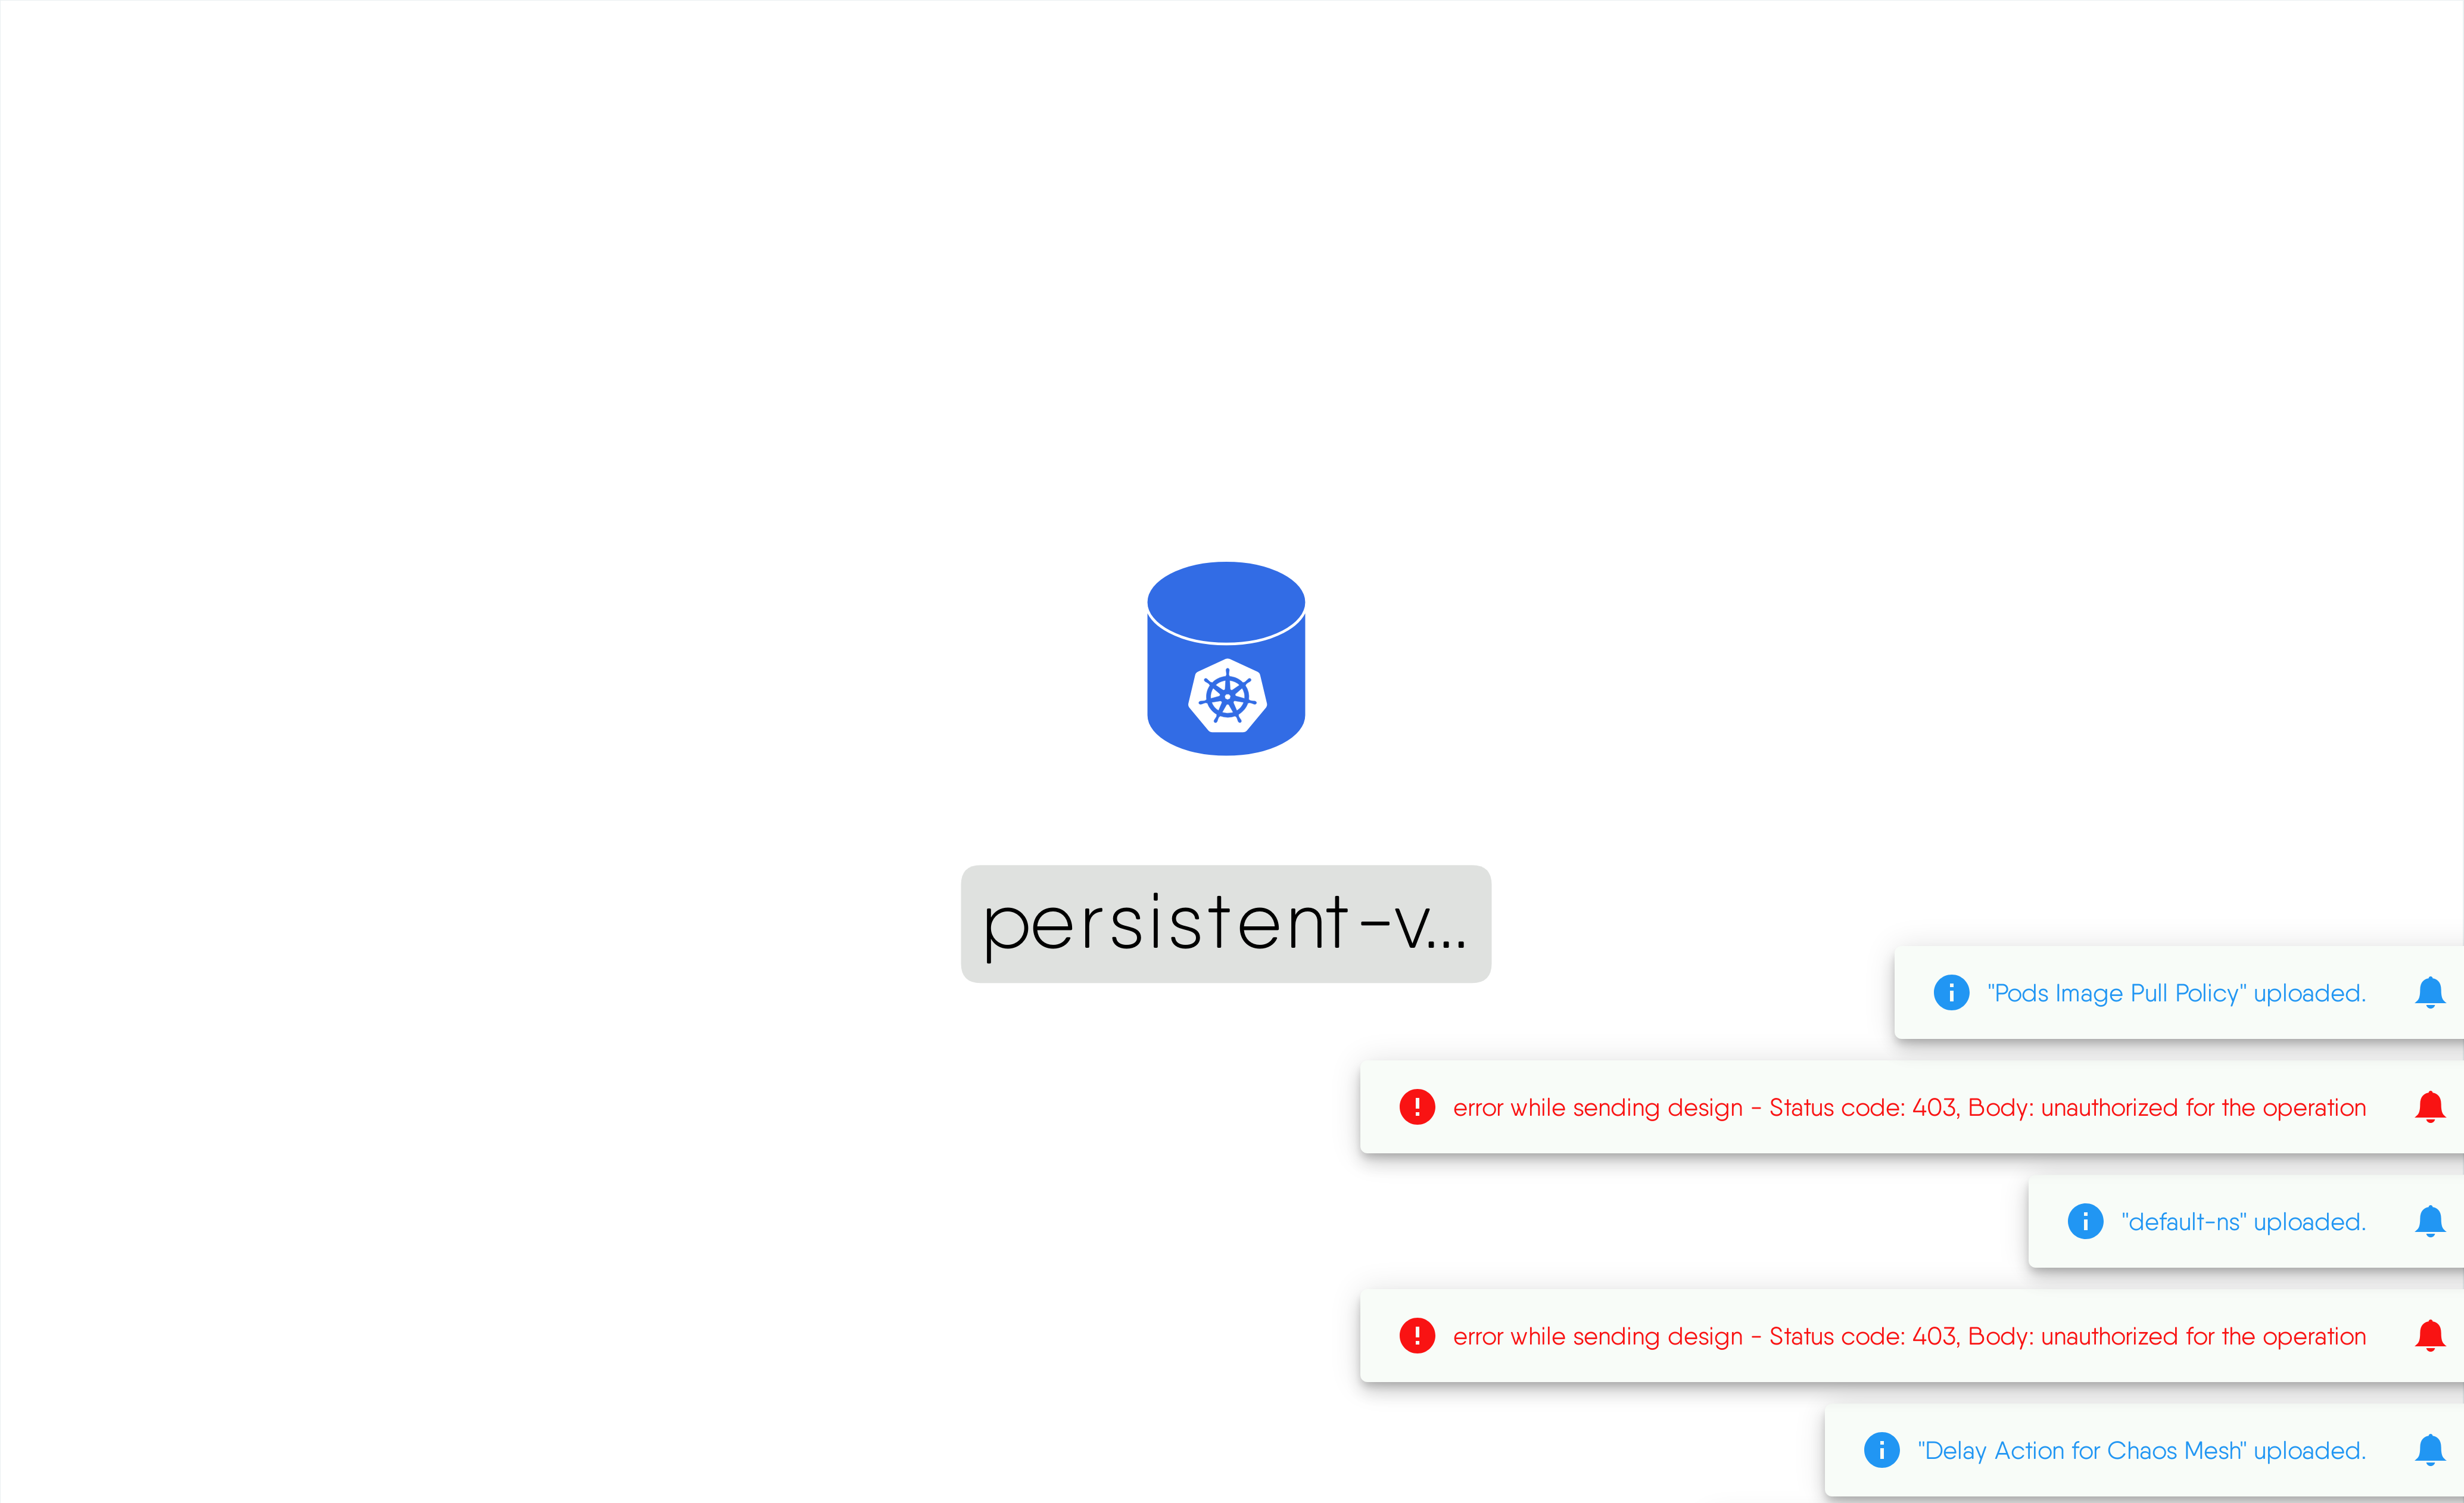 persistent-v...
"Pods Image Pull Policy" uploaded.
error while sending design - Status code: 403, Body: unauthorized for the operation
"default-ns" uploaded.
error while sending design - Status code: 403, Body: unauthorized for the operation
"Delay Action for Chaos Mesh" uploaded.